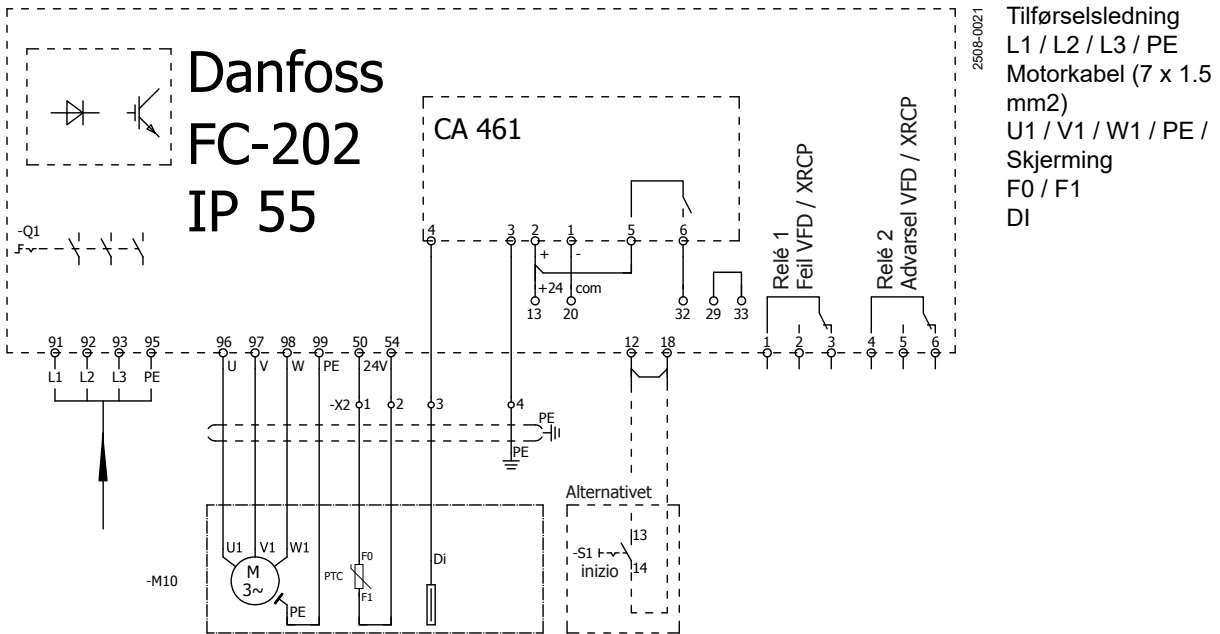 Danfoss
FC-202
IP 55
CA 461
-Q1
4 3 2 1 5 6
+ -
+24 com
13 20 32 29 33
Relé 1
Feil VFD / XRCP
Relé 2
Advarsel VFD / XRCP
91 92 93 95 96 97 98 99 50 54 12 18 1 2 3 4 5 6
L1 L2 L3 PE U V W PE 24V
-X2 1 2 3 4
PE
PE
Alternativet
-M10
U1 V1 W1
M
3~
PE
PTC
F0
F1
Di
-S1
inizio
13
14
2508-0021
Tilførselsledning
L1 / L2 / L3 / PE
Motorkabel (7 x 1.5
mm2)
U1 / V1 / W1 / PE /
Skjerming
F0 / F1
DI